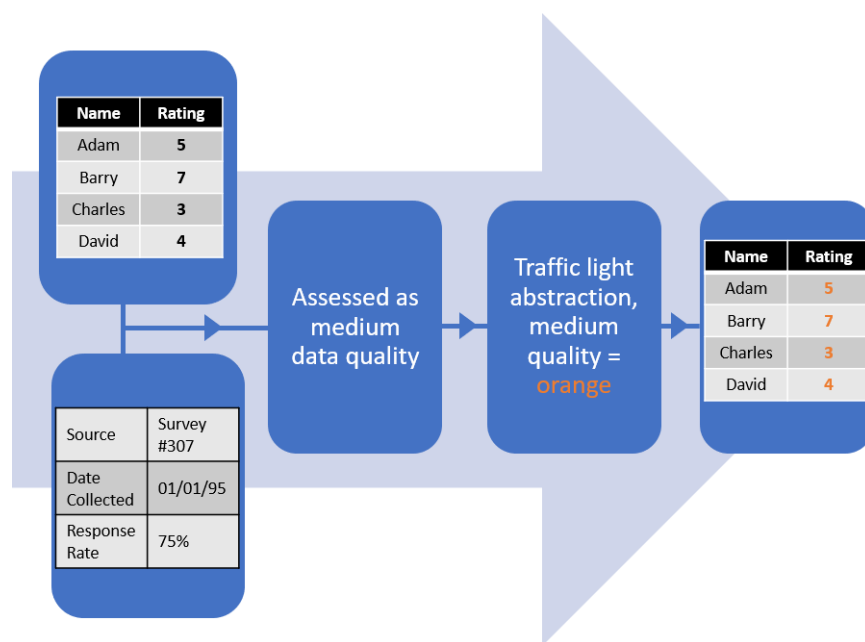 Name Rating
Adam 5
Barry 7
Charles 3
David 4
Source Survey
#307
Date
Collected 01/01/95
Response
Rate 75%
Assessed as
medium
data quality
Traffic light
abstraction,
medium
quality =
orange
Name Rating
Adam 5
Barry 7
Charles 3
David 4